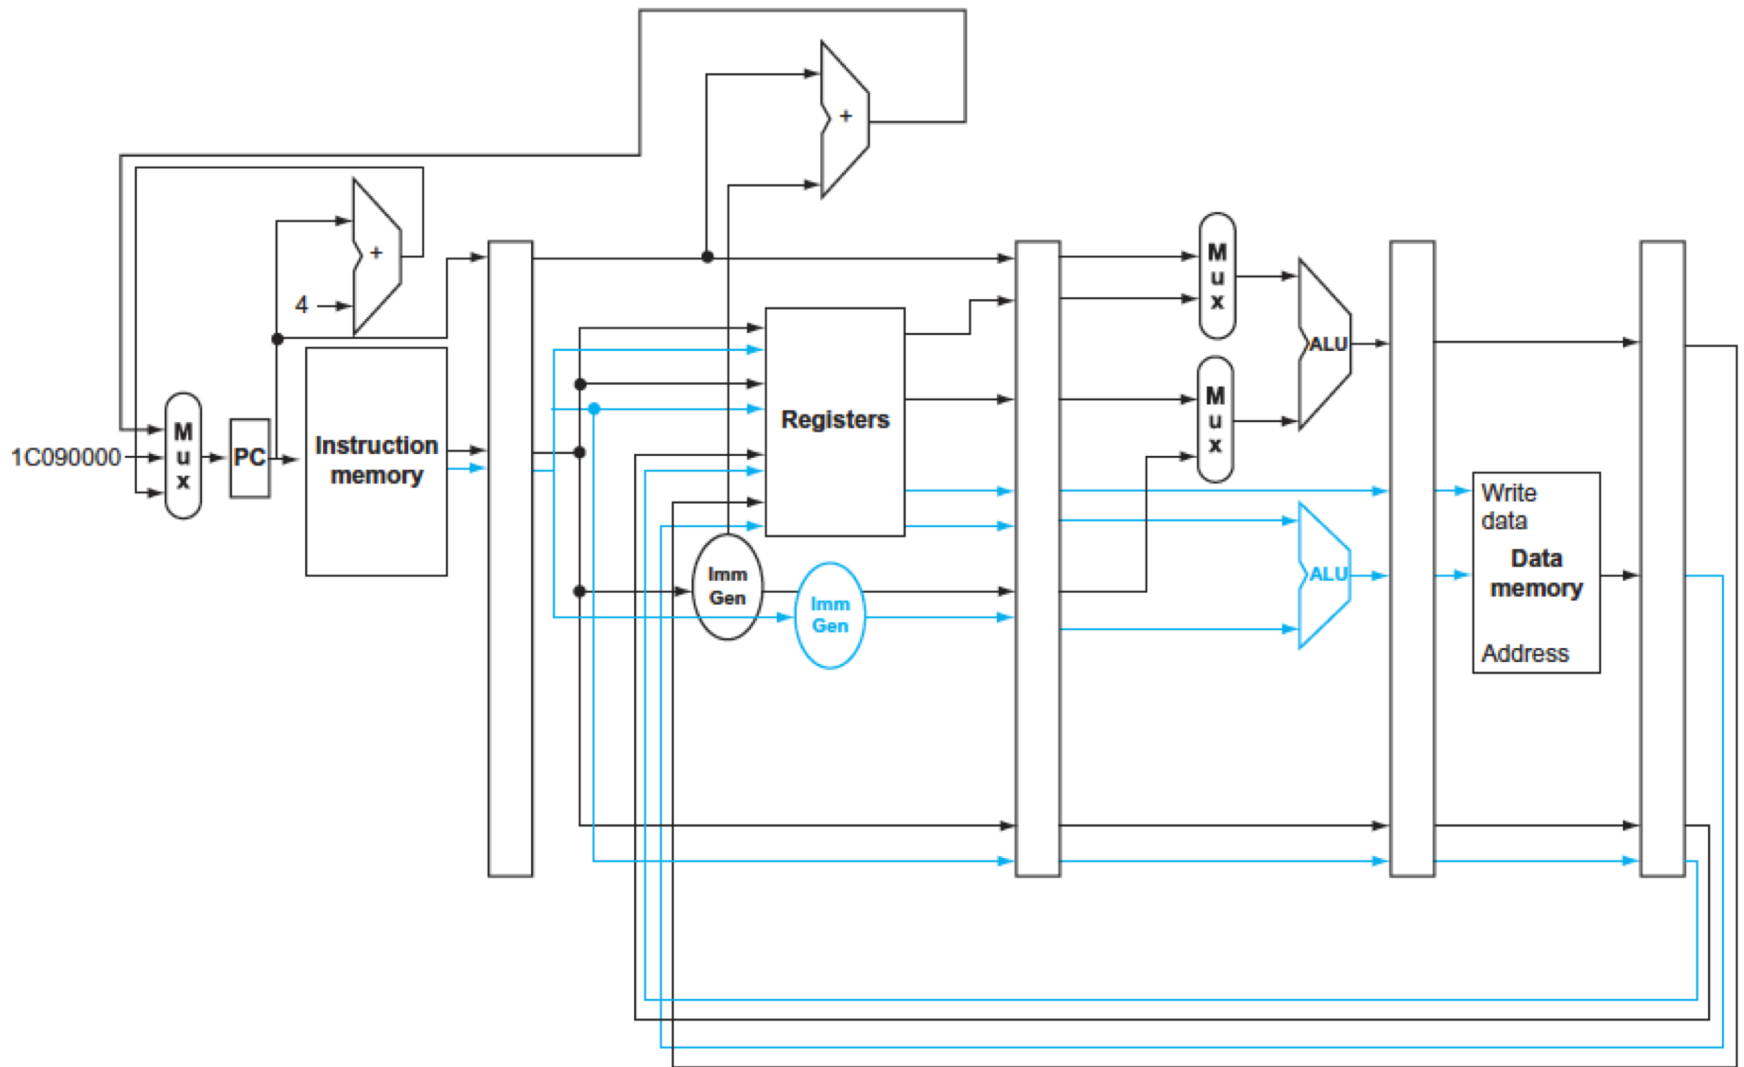 +
+
4
M
u
x
ALU
M
u
x
1C090000
M
u
x
PC
Instruction
memory
Registers
Imm
Gen
Imm
Gen
ALU
Write
data
Data
memory
Address